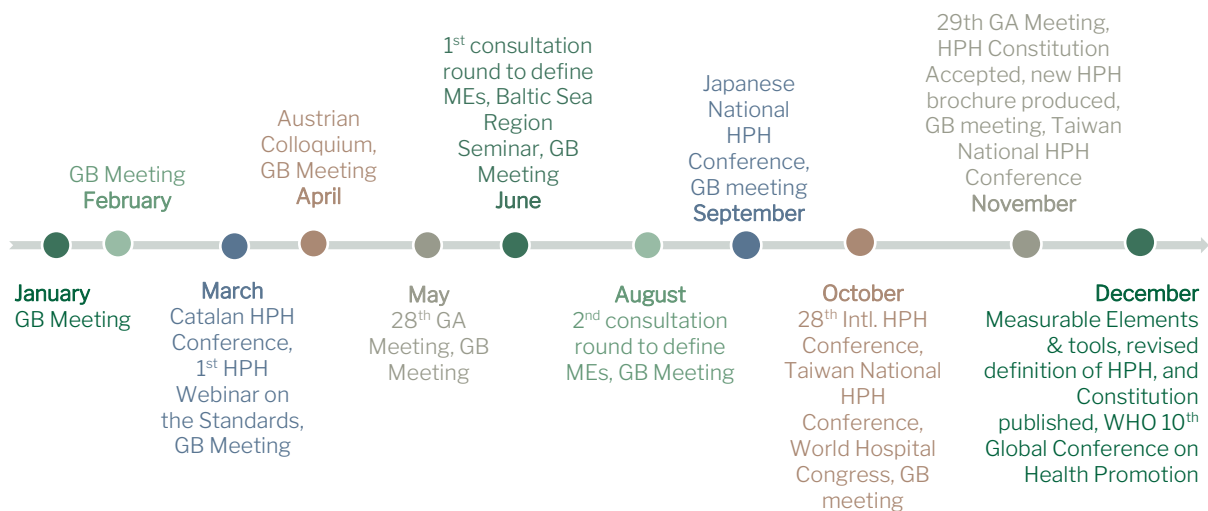 GB Meeting
February
Austrian
Colloquium,
GB Meeting
April
1st consultation
round to define
MEs, Baltic Sea
Region
Seminar, GB
Meeting
June
Japanese
National
HPH
Conference,
GB meeting
September
29th GA Meeting,
HPH Constitution
Accepted, new HPH
brochure produced,
GB meeting, Taiwan
National HPH
Conference
November
January
GB Meeting
March
Catalan HPH
Conference,
1st HPH
Webinar on
the Standards,
GB Meeting
May
28th GA
Meeting, GB
Meeting
August
2nd consultation
round to define
MEs, GB Meeting
October
28th Intl. HPH
Conference,
Taiwan National
HPH
Conference,
World Hospital
Congress, GB
meeting
December
Measurable Elements
& tools, revised
definition of HPH, and
Constitution
published, WHO 10th
Global Conference on
Health Promotion